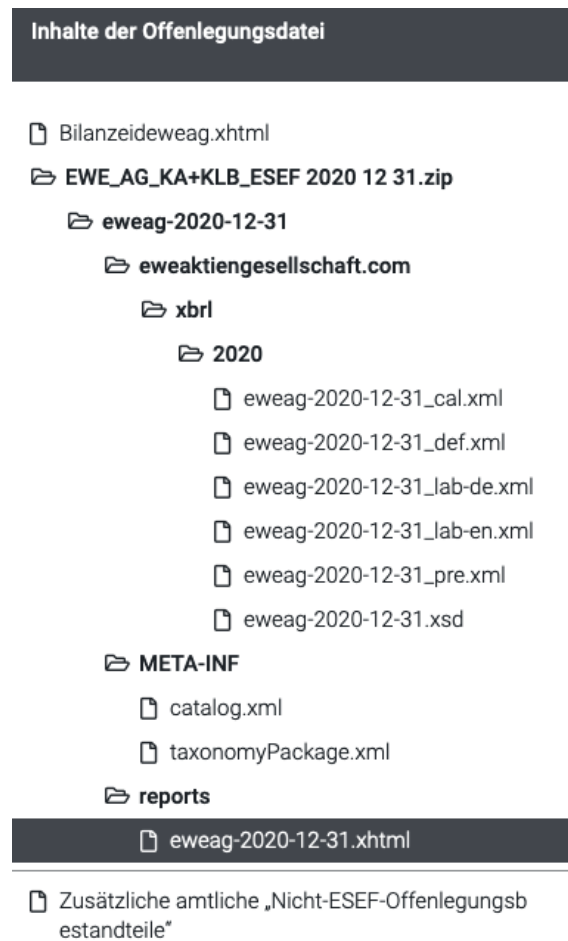 Inhalte der Offenlegungsdatei
Bilanzeideweag.xhtml
EWE_AG_KA+KLB_ESEF 2020 12 31.zip
eweag-2020-12-31
eweaktiengesellschaft.com
xbrl
2020
eweag-2020-12-31_cal.xml
eweag-2020-12-31_def.xml
eweag-2020-12-31_lab-de.xml
eweag-2020-12-31_lab-en.xml
eweag-2020-12-31_pre.xml
eweag-2020-12-31.xsd
META-INF
catalog.xml
taxonomyPackage.xml
reports
eweag-2020-12-31.xhtml
Zusätzliche amtliche „Nicht-ESEF-Offenlegungsb
estandteile“